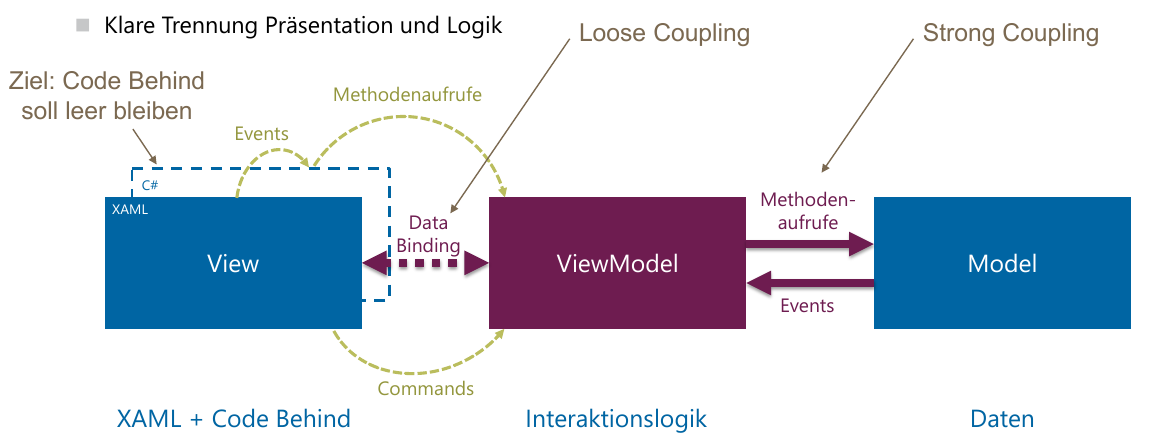 Klare Trennung Präsentation und Logik
Loose Coupling
Strong Coupling
Ziel: Code Behind
soll leer bleiben
Methodenaufrufe
Events
C#
XAML
View
Data
Binding
ViewModel
Methoden-
aufrufe
Events
Model
Commands
XAML + Code Behind
Interaktionslogik
Daten